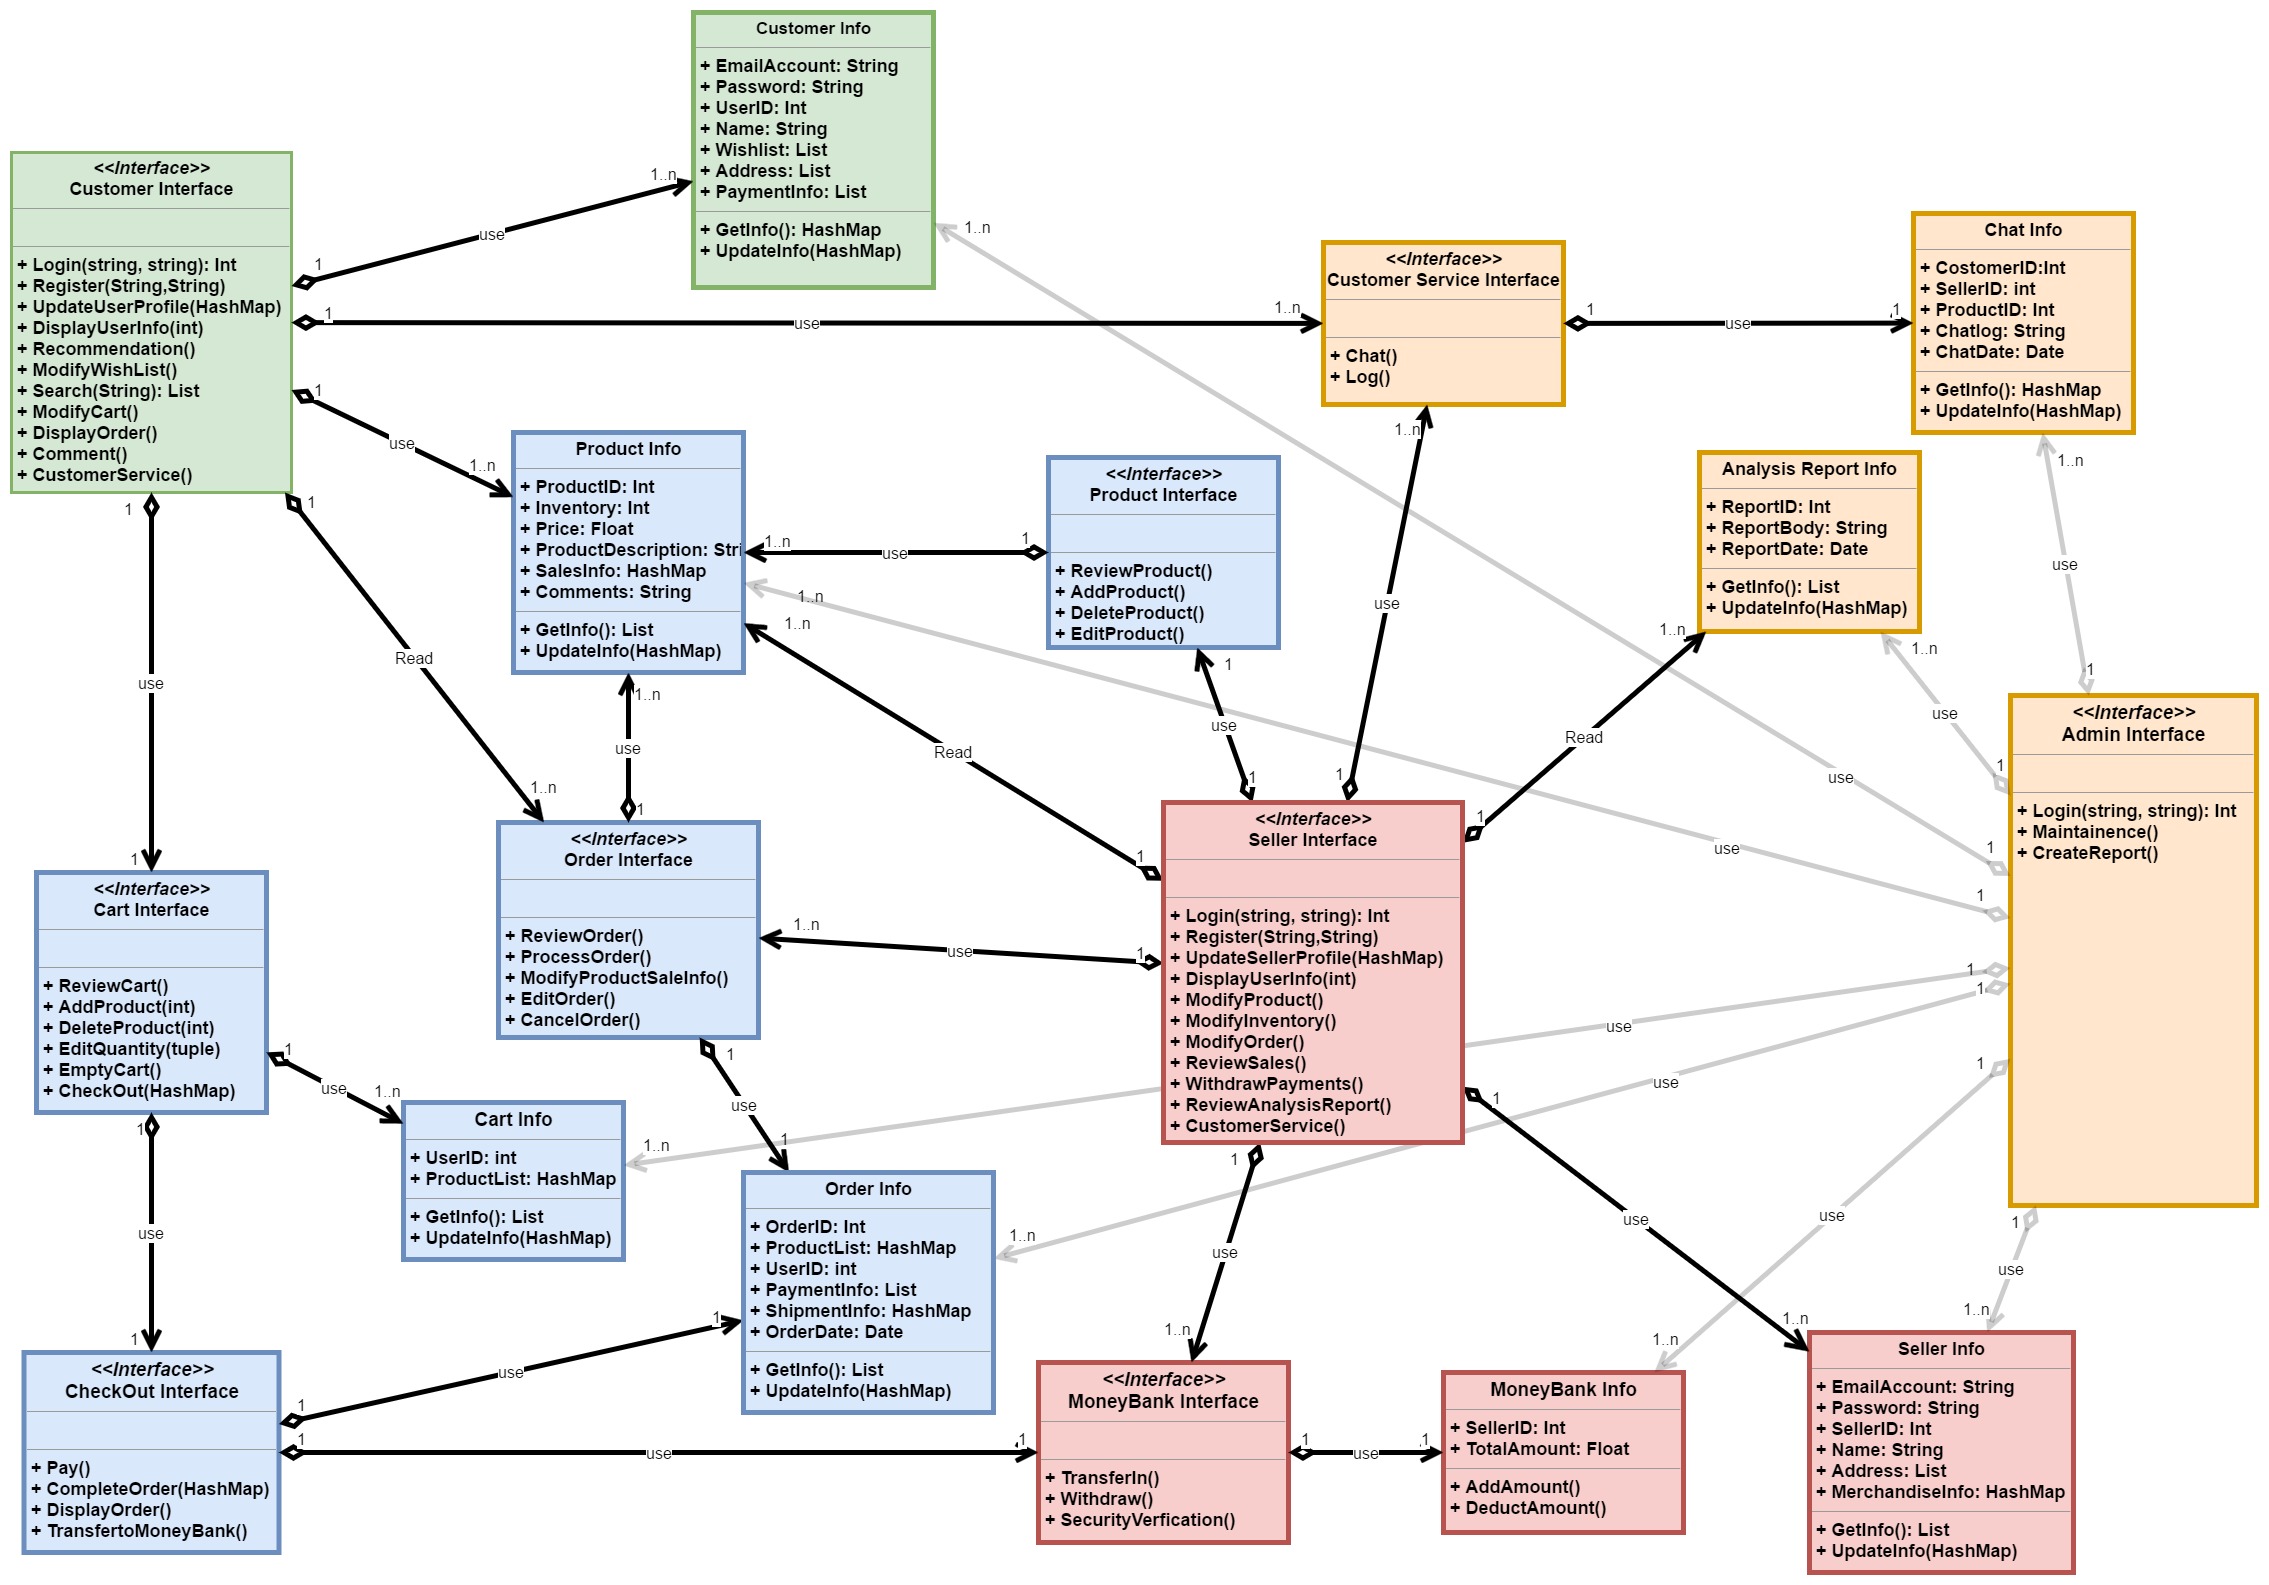 Customer Info
+ EmailAccount: String
+ Password: String
+ UserID: Int
+ Name: String
+ Wishlist: List
+ Address: List
+ PaymentInfo: List
+ GetInfo(): HashMap
+ UpdateInfo(HashMap)
<<Interface>>
Customer Interface
+ Login(string, string): Int
+ Register(String,String)
+ UpdateUserProfile(HashMap)
+ DisplayUserInfo(int)
+ Recommendation()
+ ModifyWishList()
+ Search(String): List
+ ModifyCart()
+ DisplayOrder()
+ Comment()
+ CustomerService()
1
use
1..n
1
use
1..n
1
use
1..n
1
Read
1..n
1
use
1
<<Interface>>
Customer Service Interface
+ Chat()
+ Log()
1
use
1
Chat Info
+ CostomerID:Int
+ SellerID: int
+ ProductID: Int
+ Chatlog: String
+ ChatDate: Date
+ GetInfo(): HashMap
+ UpdateInfo(HashMap)
Product Info
+ ProductID: Int
+ Inventory: Int
+ Price: Float
+ ProductDescription: Stri
+ SalesInfo: HashMap
+ Comments: String
+ GetInfo(): List
+ UpdateInfo(HashMap)
1..n
use
1
<<Interface>>
Product Interface
+ ReviewProduct()
+ AddProduct()
+ DeleteProduct()
+ EditProduct()
Analysis Report Info
+ ReportID: Int
+ ReportBody: String
+ ReportDate: Date
+ GetInfo(): List
+ UpdateInfo(HashMap)
<<Interface>>
Admin Interface
+ Login(string, string): Int
+ Maintainence()
+ CreateReport()
1..n
use
1
1..n
use
1
1..n
use
1
1..n
use
1
1..n
use
1
1..n
use
1
1..n
use
1
1
use
1..n
<<Interface>>
Order Interface
+ ReviewOrder()
+ ProcessOrder()
+ ModifyProductSaleInfo()
+ EditOrder()
+ CancelOrder()
1..n
use
1
1
use
1
<<Interface>>
Seller Interface
+ Login(string, string): Int
+ Register(String,String)
+ UpdateSellerProfile(HashMap)
+ DisplayUserInfo(int)
+ ModifyProduct()
+ ModifyInventory()
+ ModifyOrder()
+ ReviewSales()
+ WithdrawPayments()
+ ReviewAnalysisReport()
+ CustomerService()
1
use
1
1..n
use
1
1..n
Read
1
1..n
Read
1
1..n
use
1
1
use
1..n
1
use
1..n
<<Interface>>
Cart Interface
+ ReviewCart()
+ AddProduct(int)
+ DeleteProduct(int)
+ EditQuantity(tuple)
+ EmptyCart()
+ CheckOut(HashMap)
1
use
1..n
1
use
1
Cart Info
+ UserID: int
+ ProductList: HashMap
+ GetInfo(): List
+ UpdateInfo(HashMap)
Order Info
+ OrderID: Int
+ ProductList: HashMap
+ UserID: int
+ PaymentInfo: List
+ ShipmentInfo: HashMap
+ OrderDate: Date
+ GetInfo(): List
+ UpdateInfo(HashMap)
<<Interface>>
CheckOut Interface
+ Pay()
+ CompleteOrder(HashMap)
+ DisplayOrder()
+ TransfertoMoneyBank()
1
use
1
1
use
1
<<Interface>>
MoneyBank Interface
+ TransferIn()
+ Withdraw()
+ SecurityVerfication()
1
use
1
MoneyBank Info
+ SellerID: Int
+ TotalAmount: Float
+ AddAmount()
+ DeductAmount()
Seller Info
+ EmailAccount: String
+ Password: String
+ SellerID: Int
+ Name: String
+ Address: List
+ MerchandiseInfo: HashMap
+ GetInfo(): List
+ UpdateInfo(HashMap)